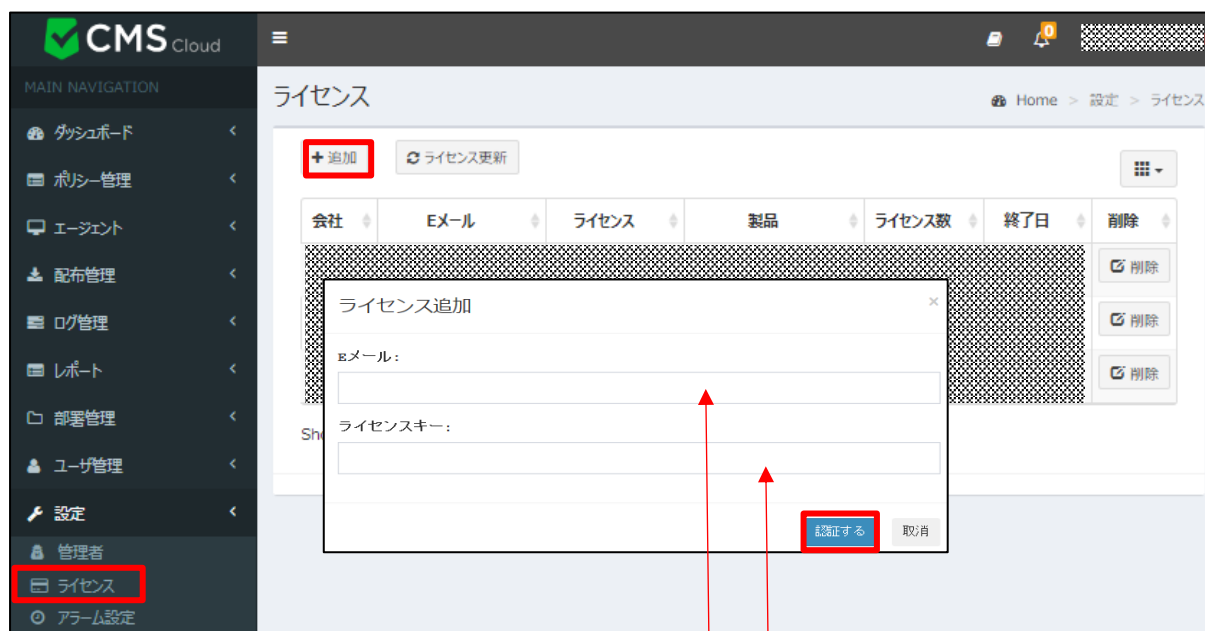 CMS Cloud
0
MAIN NAVIGATION
ダッシュボード
ポリシー管理
エージェント
配布管理
ログ管理
レポート
部署管理
ユーザ管理
設定
管理者
ライセンス
アラーム設定
ライセンス
Home > 設定 > ライセンス
追加
ライセンス更新
会社 Eメール ライセンス 製品 ライセンス数 終了日 削除
削除
削除
削除
ライセンス追加 ×
Eメール:
ライセンスキー:
認証する 取消